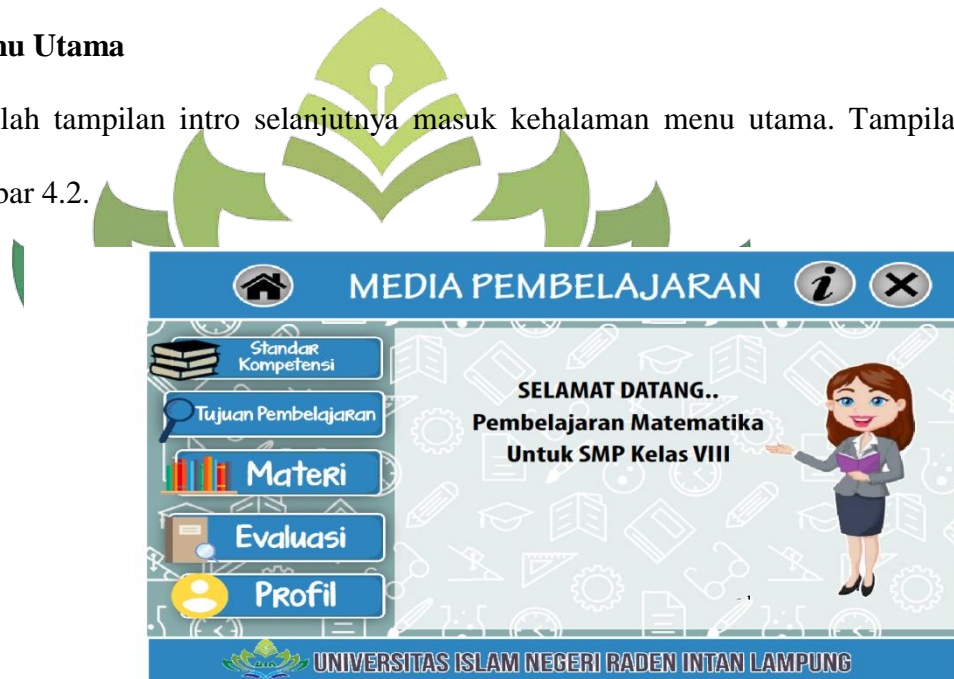 nu Utama
lah tampilan intro selanjutnya masuk kehalaman menu utama. Tampila
bar 4.2.
MEDIA PEMBELAJARAN
Standar
Kompetensi
Tujuan Pembelajaran
Materi
Evaluasi
Profil
SELAMAT DATANG..
Pembelajaran Matematika
Untuk SMP Kelas VIII
UNIVERSITAS ISLAM NEGERI RADEN INTAN LAMPUNG